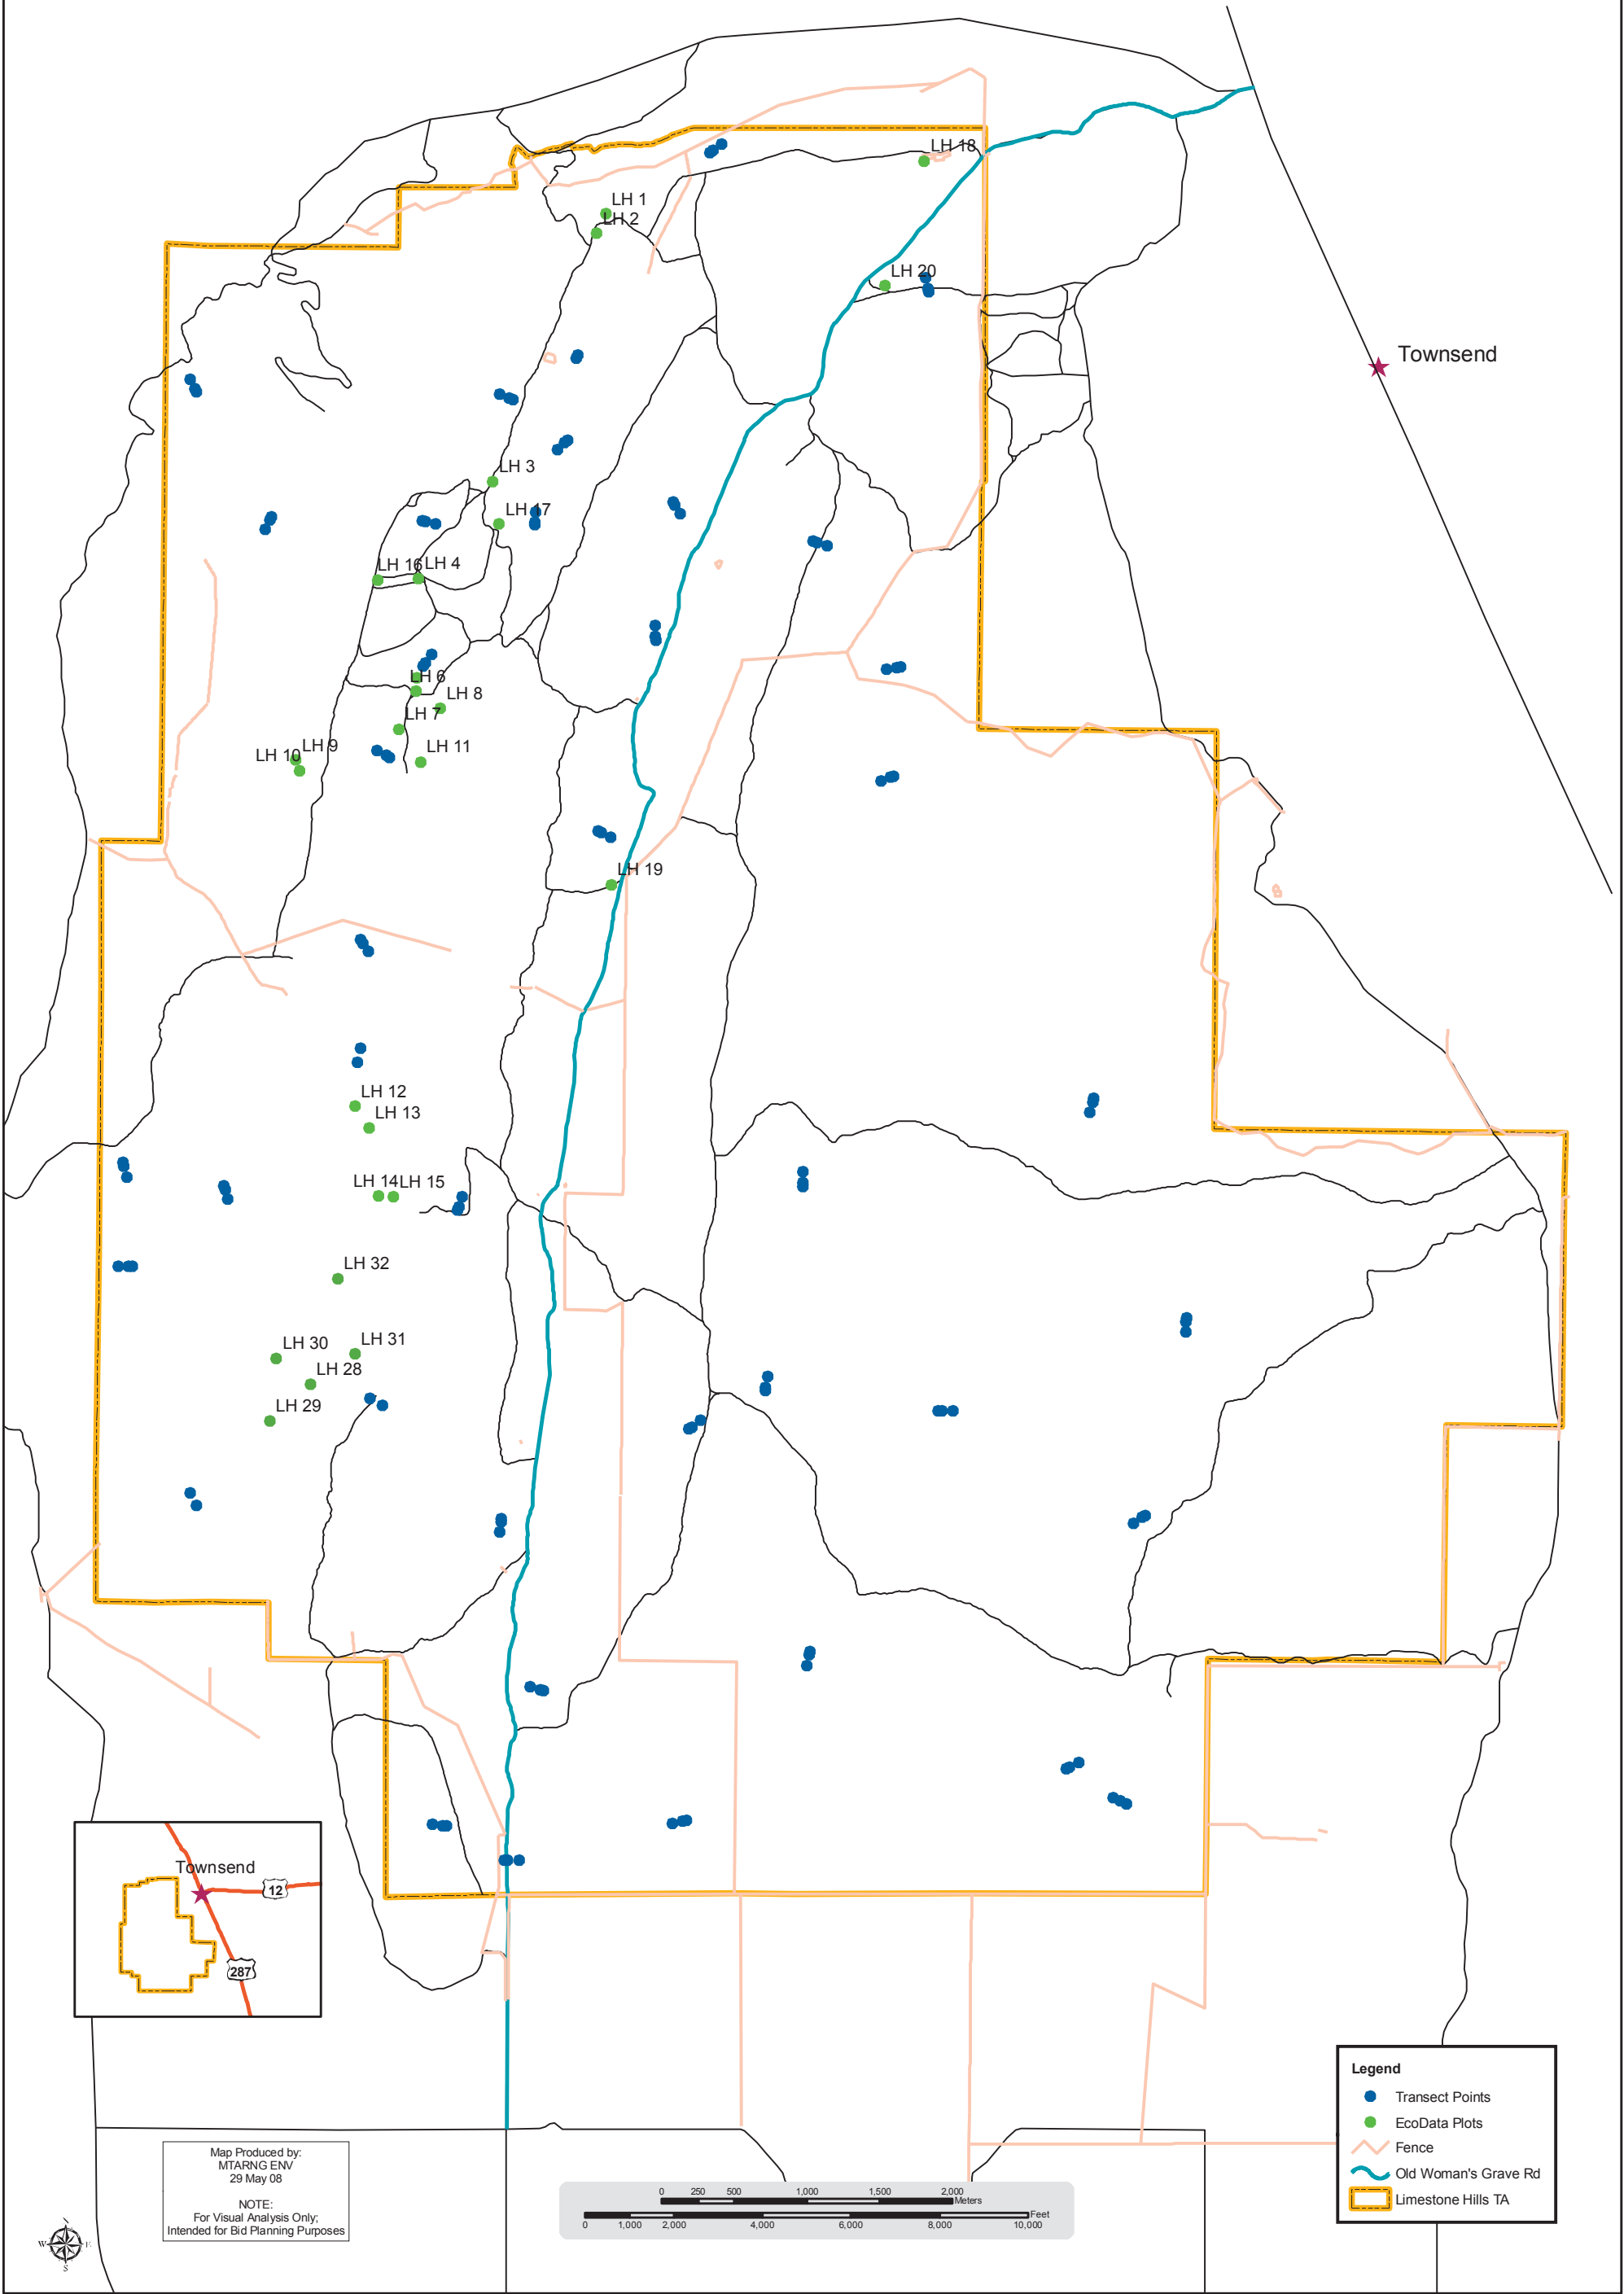 LH 18
LH 1
LH 2
LH 20
Townsend
LH 3
LH 17
LH 16
LH 4
LH 6
LH 8
LH 7
LH 9
LH 10
LH 11
LH 19
LH 12
LH 13
LH 14
LH 15
LH 32
LH 31
LH 30
LH 28
LH 29
Townsend
12
287
Legend
Transect Points
EcoData Plots
Fence
Old Woman's Grave Rd
Limestone Hills TA
Map Produced by:
MTARNG ENV
29 May 08
NOTE:
For Visual Analysis Only;
Intended for Bid Planning Purposes
0 250 500 1,000 1,500 2,000
Meters
Feet
0 1,000 2,000 4,000 6,000 8,000 10,000
N
W E
S